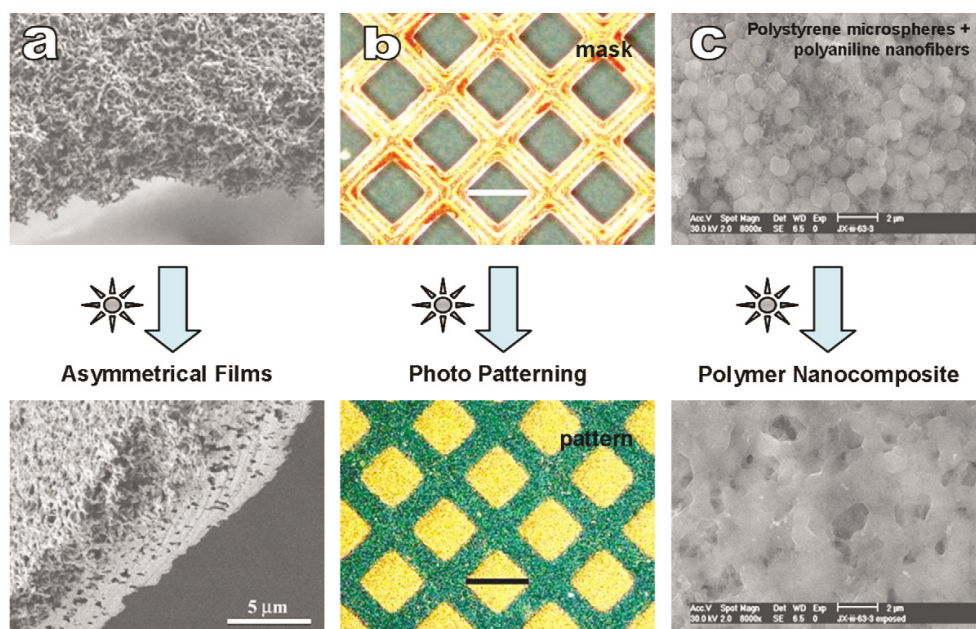 a
b
mask
c
Polystyrene microspheres +
polyaniline nanofibers
Acc.V Spot Magn Det WD Exp 2 μm
30.0 kV 2.0 8000x SE 6.5 0 JX-iii-63-3
Asymmetrical Films
Photo Patterning
Polymer Nanocomposite
5 μm
pattern
Acc.V Spot Magn Det WD Exp 2 μm
30.0 kV 2.0 8000x SE 6.5 0 JX-iii-63-3 exposed